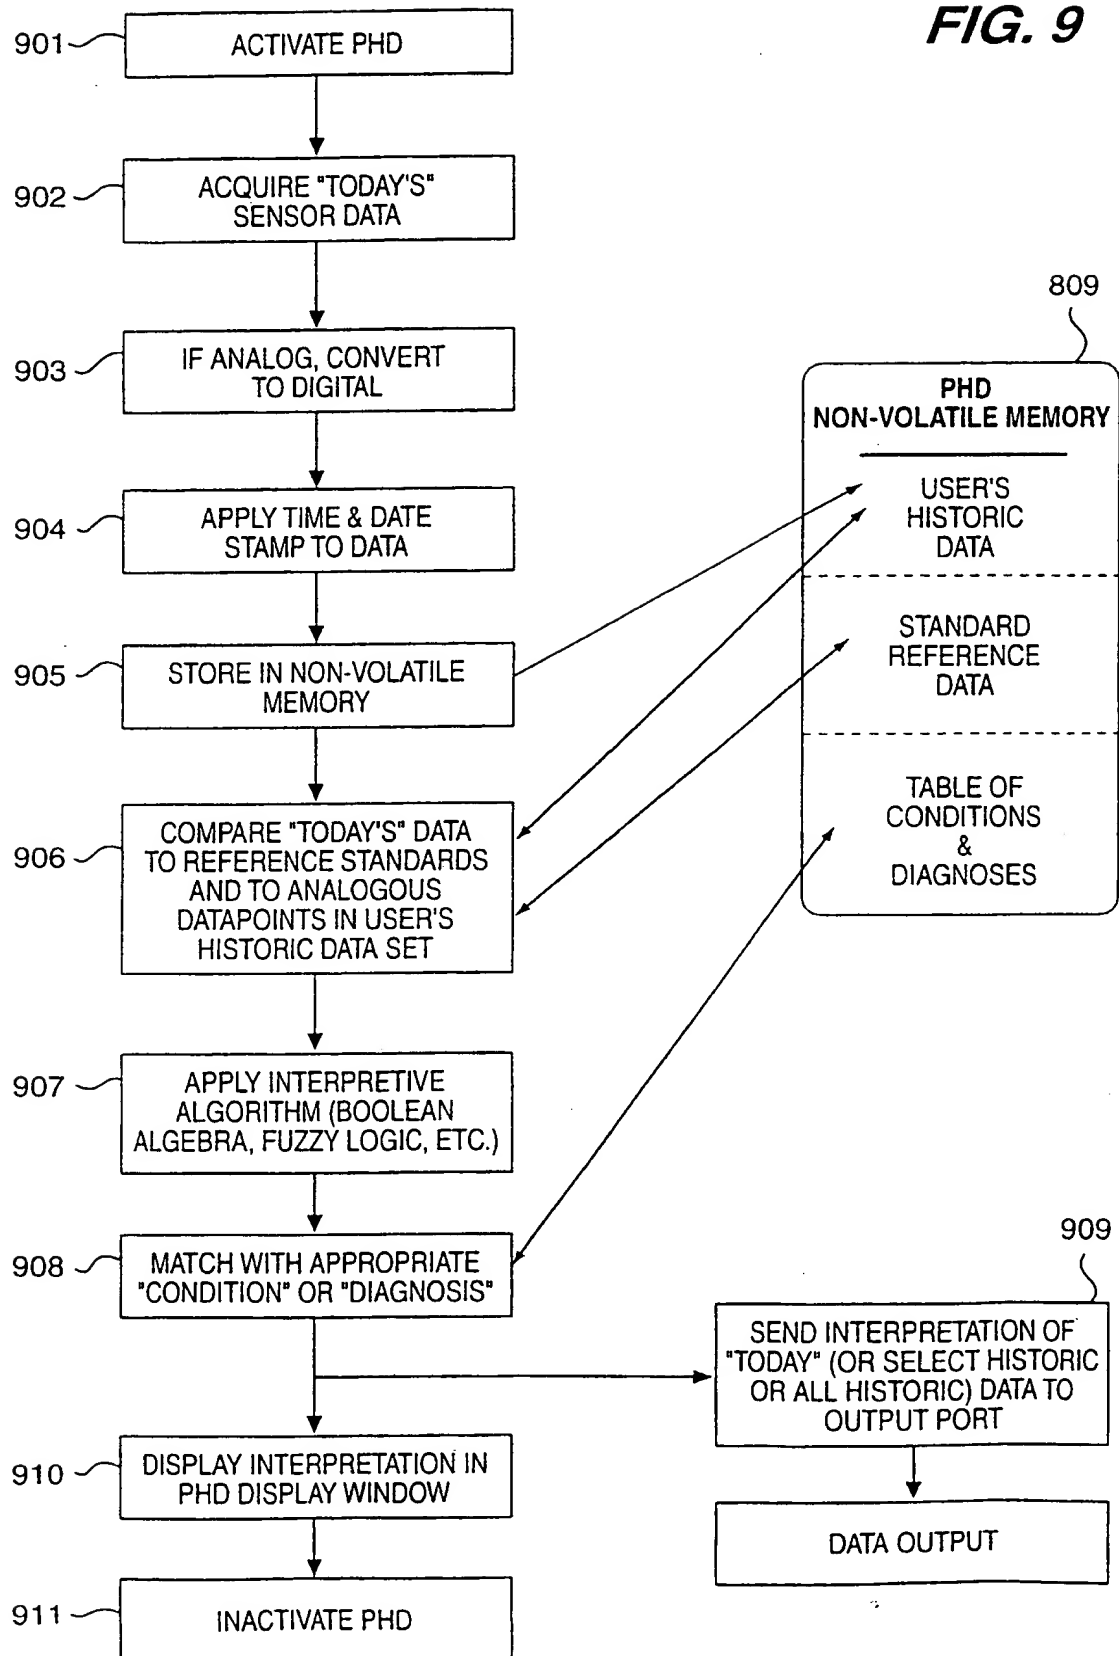 FIG. 9
901
ACTIVATE PHD
902
ACQUIRE "TODAY'S"
SENSOR DATA
903
IF ANALOG, CONVERT
TO DIGITAL
904
APPLY TIME & DATE
STAMP TO DATA
905
STORE IN NON-VOLATILE
MEMORY
906
COMPARE "TODAY'S" DATA
TO REFERENCE STANDARDS
AND TO ANALOGOUS
DATAPOINTS IN USER'S
HISTORIC DATA SET
907
APPLY INTERPRETIVE
ALGORITHM (BOOLEAN
ALGEBRA, FUZZY LOGIC, ETC.)
908
MATCH WITH APPROPRIATE
"CONDITION" OR "DIAGNOSIS"
910
DISPLAY INTERPRETATION IN
PHD DISPLAY WINDOW
911
INACTIVATE PHD
809
PHD
NON-VOLATILE MEMORY
USER'S
HISTORIC
DATA
STANDARD
REFERENCE
DATA
TABLE OF
CONDITIONS
&
DIAGNOSES
909
SEND INTERPRETATION OF
"TODAY" (OR SELECT HISTORIC
OR ALL HISTORIC) DATA TO
OUTPUT PORT
DATA OUTPUT